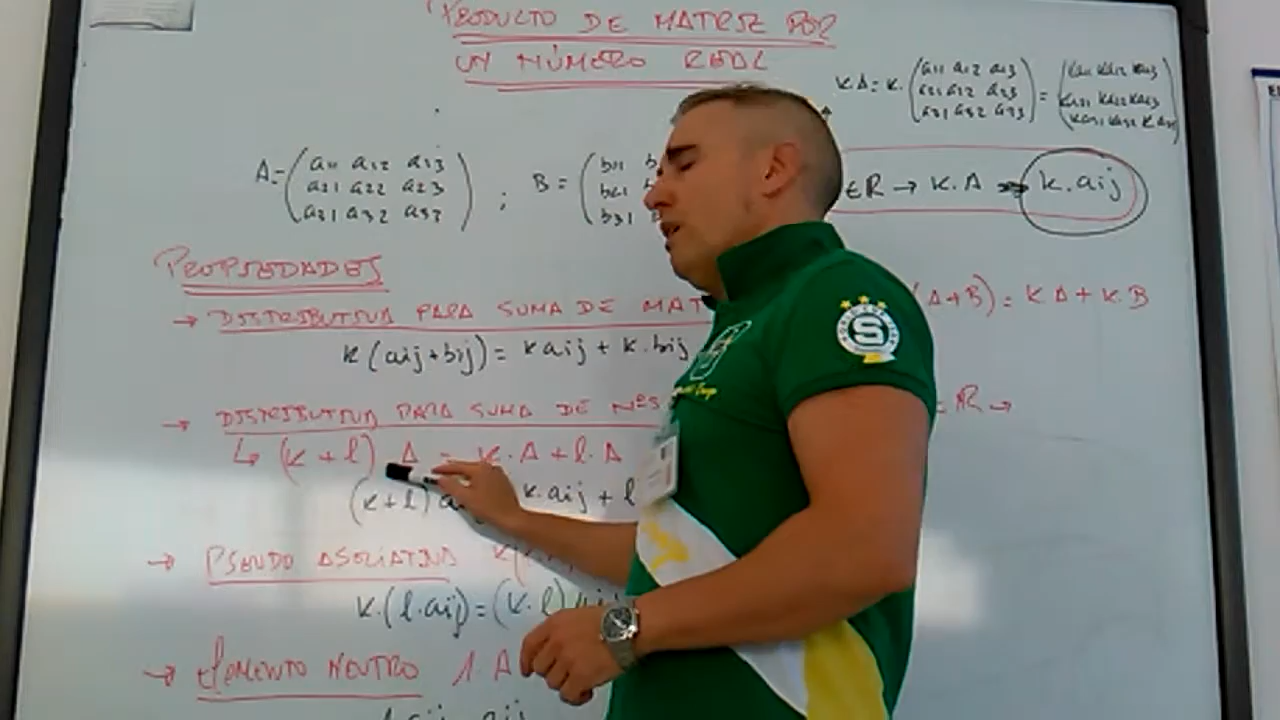 PRODUCTO DE MATRIZ POR
UN NÚMERO REAL
K A = K. (a11 a12 a13 = (Ka11 Ka12 Ka13
a21 a22 a23 Ka21 Ka22 Ka23
a31 a32 a33) Ka31 Ka32 Ka33)
A = (a11 a12 a13 ; B = (b11
a21 a22 a23 b21
a31 a32 a32) b31
∈R → K.A K.aij
PROPIEDADES
→ DISTRIBUTIVA PARA SUMA DE MAT (A+B) = K A + K.B
K (aij+bij) = K aij + K.bij
→ DISTRIBUTIVA PARA SUMA DE Nºs R →
↳ (K + l) A = K.A + l.A
(K+l) K.aij + l
→ PSEUDO ASOCIATIVA
K.(l.aij) = (K.l)
→ ELEMENTO NEUTRO 1.A
S